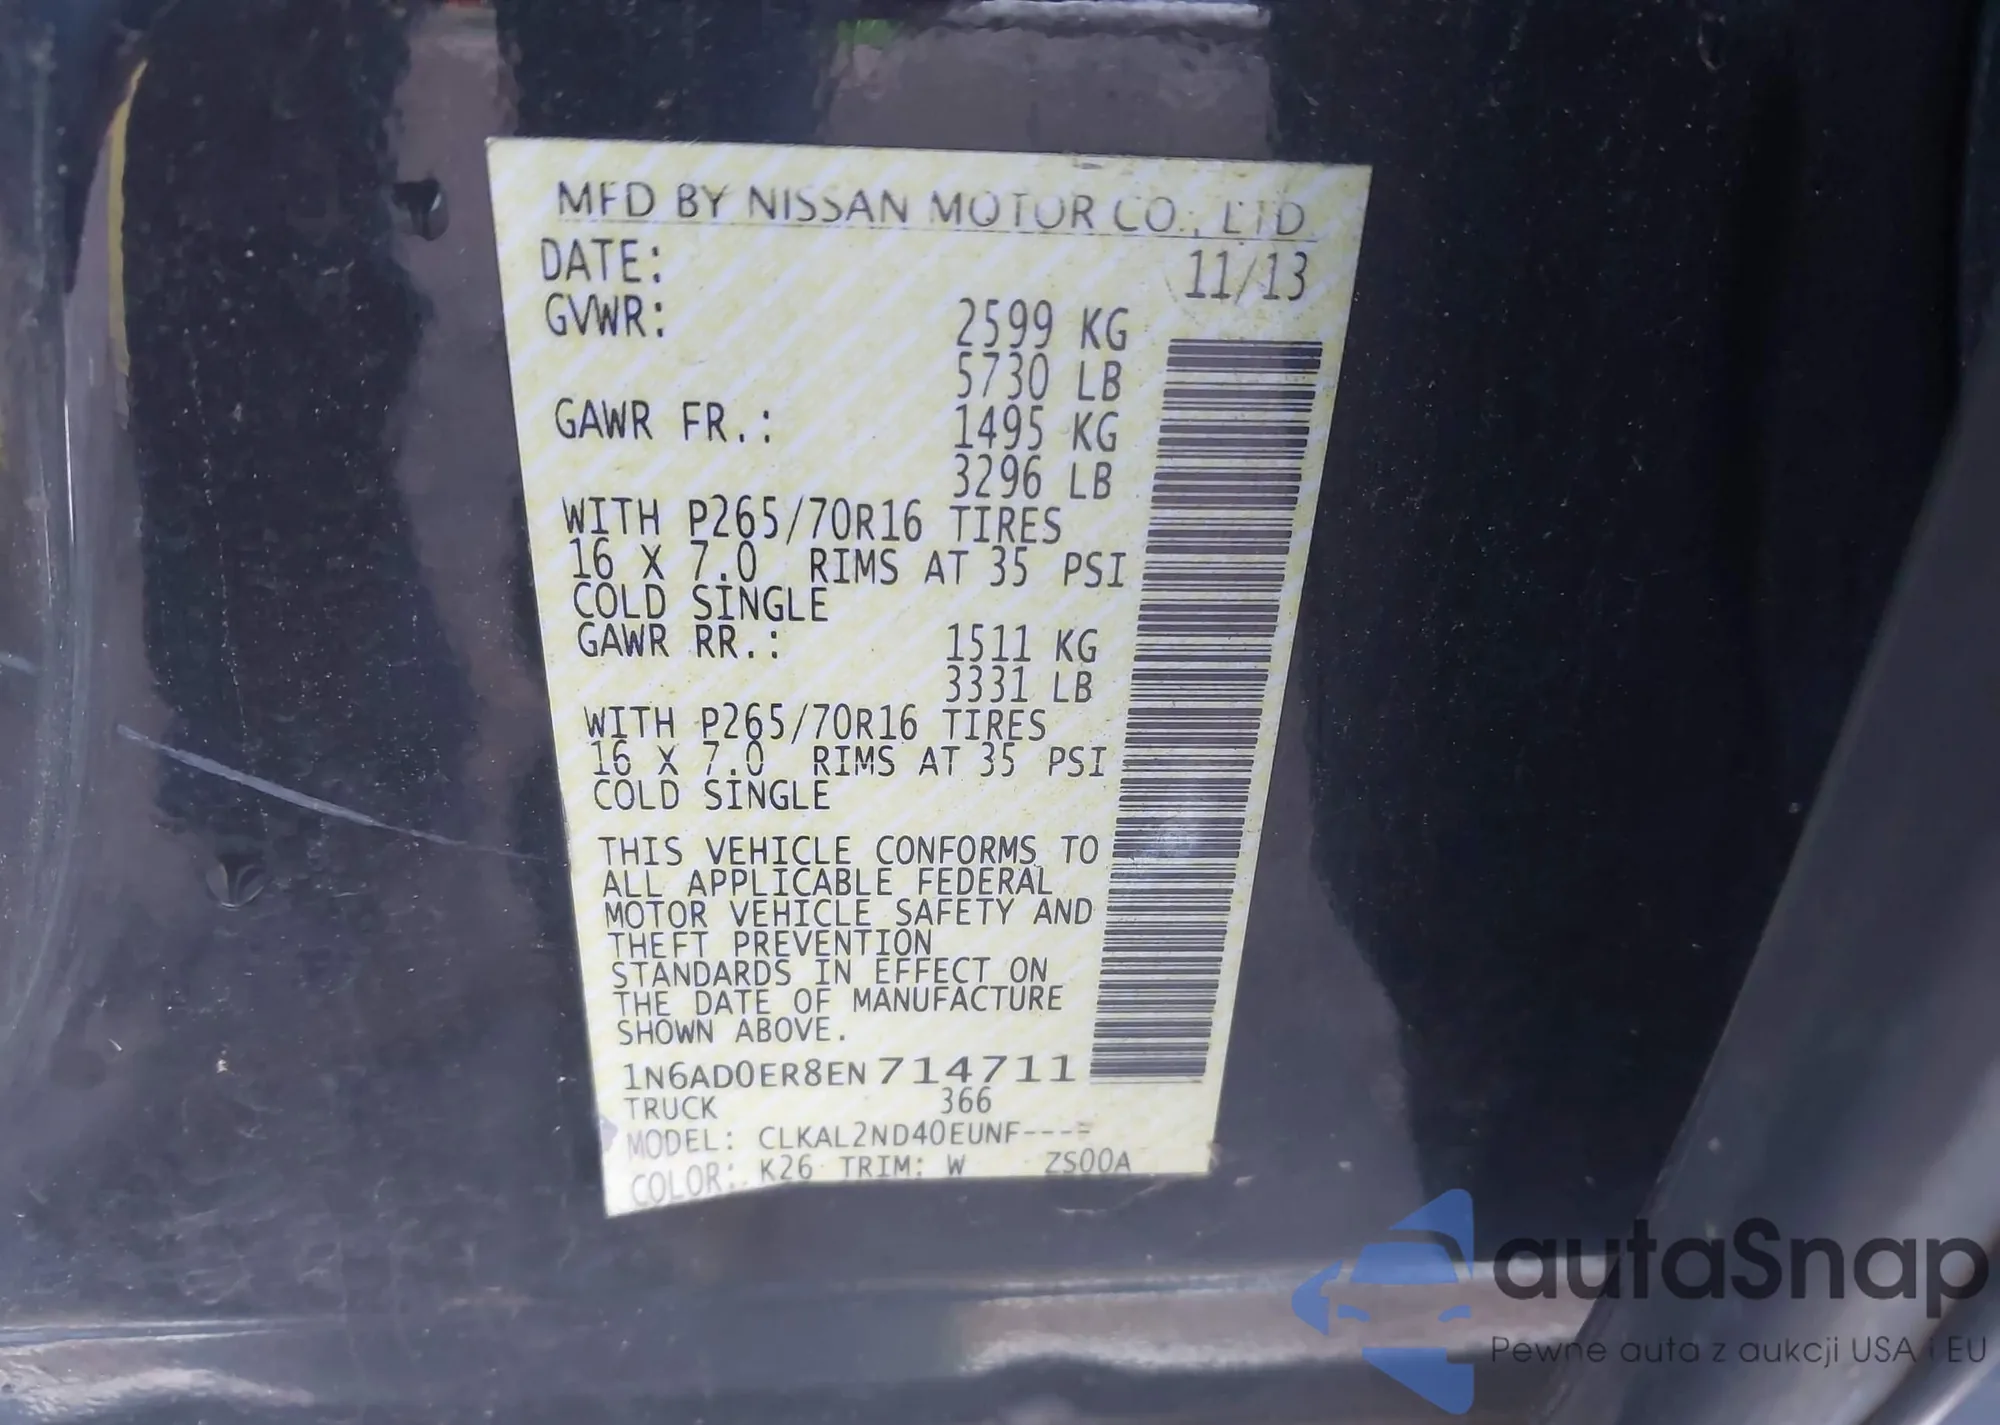 MFD BY NISSAN MOTOR CO., LTD.
DATE: 11/13
GVWR: 2599 KG
5730 LB
GAWR FR.: 1495 KG
3296 LB
WITH P265/70R16 TIRES
16 X 7.0 RIMS AT 35 PSI
COLD SINGLE
GAWR RR.: 1511 KG
3331 LB
WITH P265/70R16 TIRES
16 X 7.0 RIMS AT 35 PSI
COLD SINGLE
THIS VEHICLE CONFORMS TO
ALL APPLICABLE FEDERAL
MOTOR VEHICLE SAFETY AND
THEFT PREVENTION
STANDARDS IN EFFECT ON
THE DATE OF MANUFACTURE
SHOWN ABOVE.
1N6AD0ER8EN714711
TRUCK 366
MODEL: CLKAL2ND40EUNF----
COLOR: K26 TRIM: W ZS00A
autaSnap
Pewne auta z aukcji USA i EU